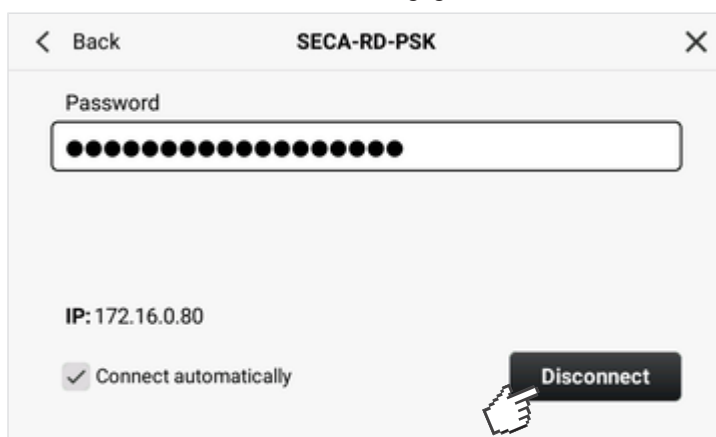 Back
SECA-RD-PSK
Password
●●●●●●●●●●●●●●●●●●
IP: 172.16.0.80
Connect automatically
Disconnect